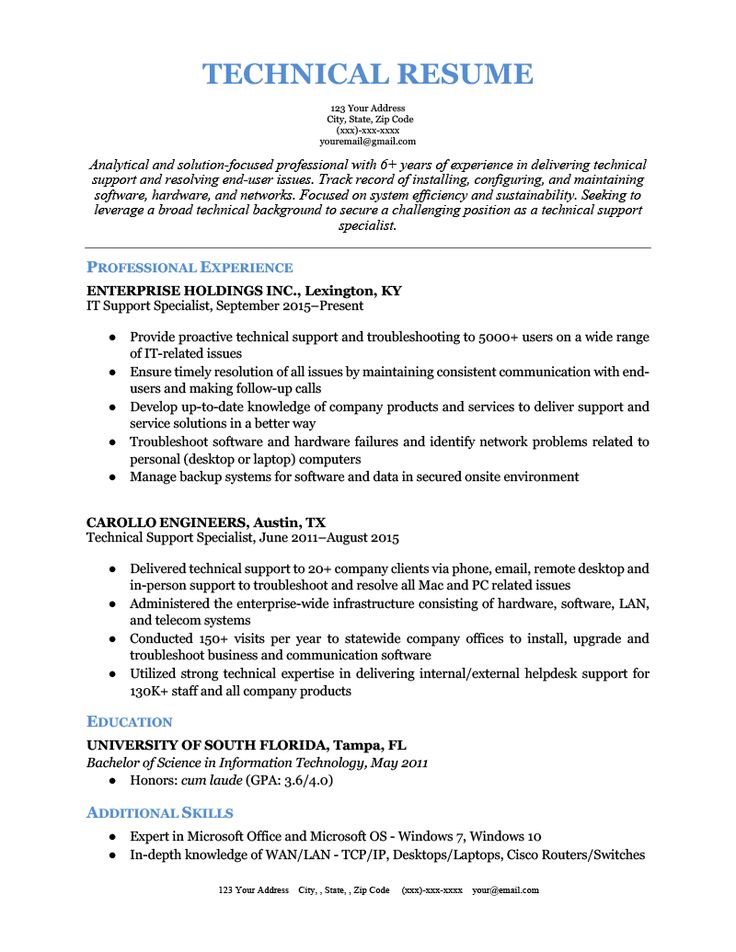 TECHNICAL RESUME
123 Your Address
City, State, Zip Code
(xxx)-xxx-xxxx
youremail@gmail.com
Analytical and solution-focused professional with 6+ years of experience in delivering technical
support and resolving end-user issues. Track record of installing, configuring, and maintaining
software, hardware, and networks. Focused on system efficiency and sustainability. Seeking to
leverage a broad technical background to secure a challenging position as a technical support
specialist.
PROFESSIONAL EXPERIENCE
ENTERPRISE HOLDINGS INC., Lexington, KY
IT Support Specialist, September 2015–Present
● Provide proactive technical support and troubleshooting to 5000+ users on a wide range
of IT-related issues
● Ensure timely resolution of all issues by maintaining consistent communication with end-
users and making follow-up calls
● Develop up-to-date knowledge of company products and services to deliver support and
service solutions in a better way
● Troubleshoot software and hardware failures and identify network problems related to
personal (desktop or laptop) computers
● Manage backup systems for software and data in secured onsite environment
CAROLLO ENGINEERS, Austin, TX
Technical Support Specialist, June 2011–August 2015
● Delivered technical support to 20+ company clients via phone, email, remote desktop and
in-person support to troubleshoot and resolve all Mac and PC related issues
● Administered the enterprise-wide infrastructure consisting of hardware, software, LAN,
and telecom systems
● Conducted 150+ visits per year to statewide company offices to install, upgrade and
troubleshoot business and communication software
● Utilized strong technical expertise in delivering internal/external helpdesk support for
130K+ staff and all company products
EDUCATION
UNIVERSITY OF SOUTH FLORIDA, Tampa, FL
Bachelor of Science in Information Technology, May 2011
● Honors: cum laude (GPA: 3.6/4.0)
ADDITIONAL SKILLS
● Expert in Microsoft Office and Microsoft OS - Windows 7, Windows 10
● In-depth knowledge of WAN/LAN - TCP/IP, Desktops/Laptops, Cisco Routers/Switches
123 Your Address City, , State, , Zip Code (xxx)-xxx-xxxx your@email.com